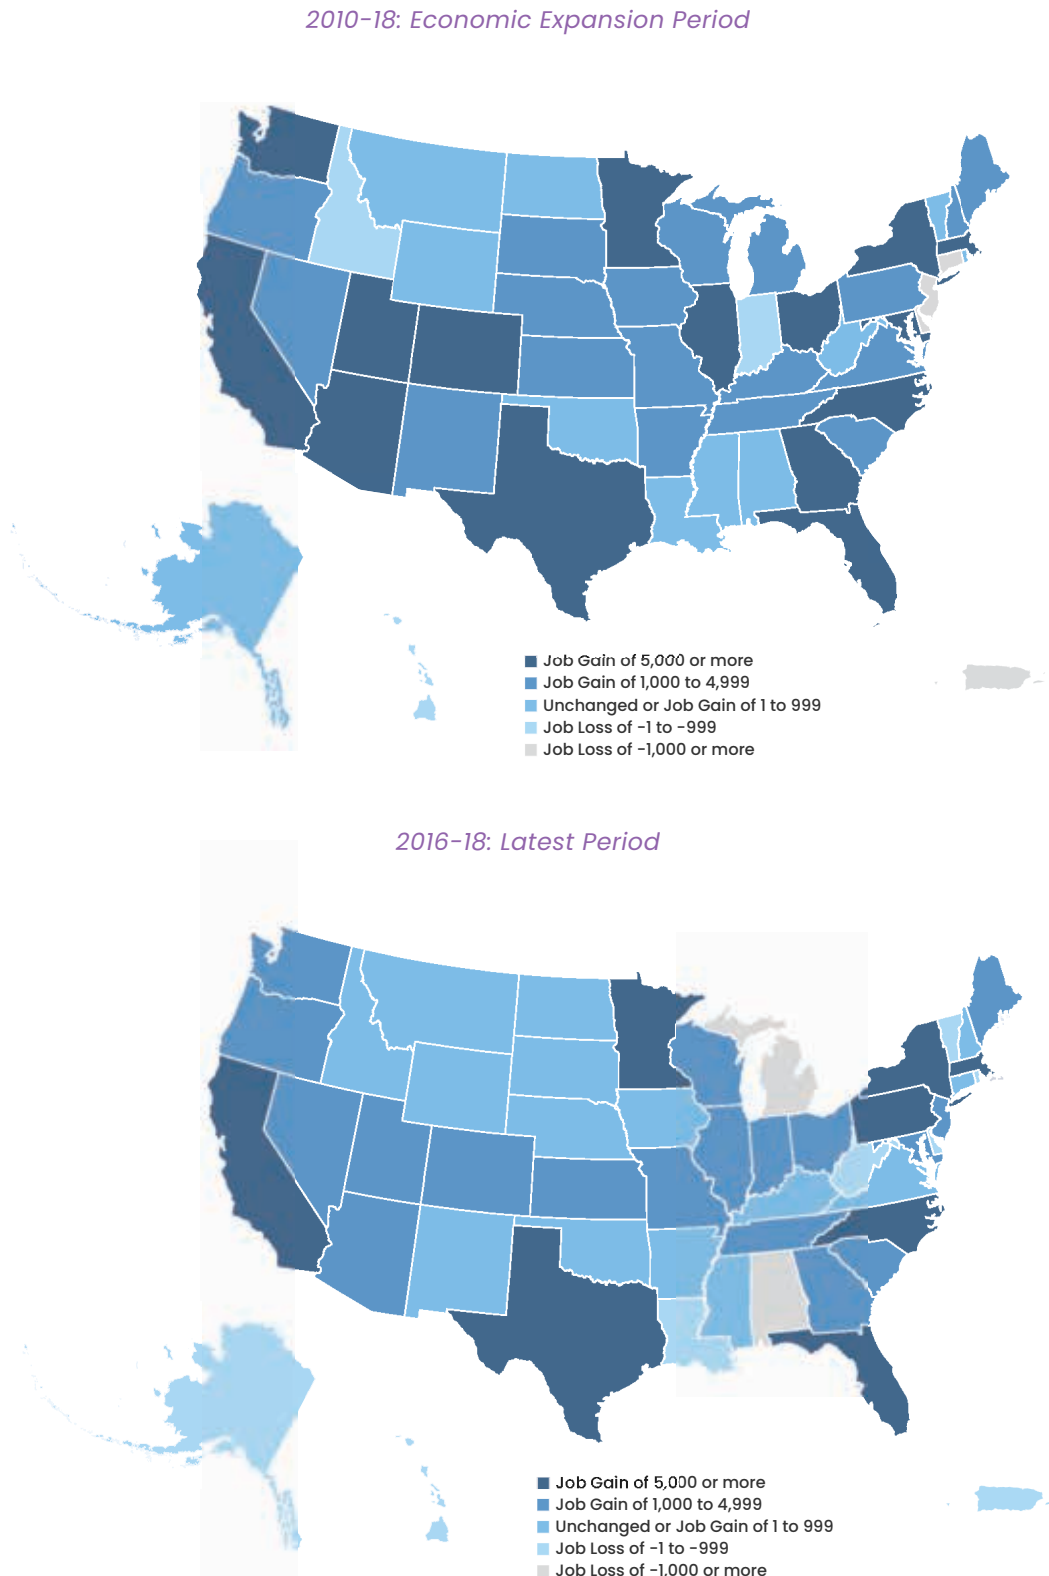 2010-18: Economic Expansion Period
Job Gain of 5,000 or more
Job Gain of 1,000 to 4,999
Unchanged or Job Gain of 1 to 999
Job Loss of -1 to -999
Job Loss of -1,000 or more
2016-18: Latest Period
Job Gain of 5,000 or more
Job Gain of 1,000 to 4,999
Unchanged or Job Gain of 1 to 999
Job Loss of -1 to -999
Job Loss of -1,000 or more